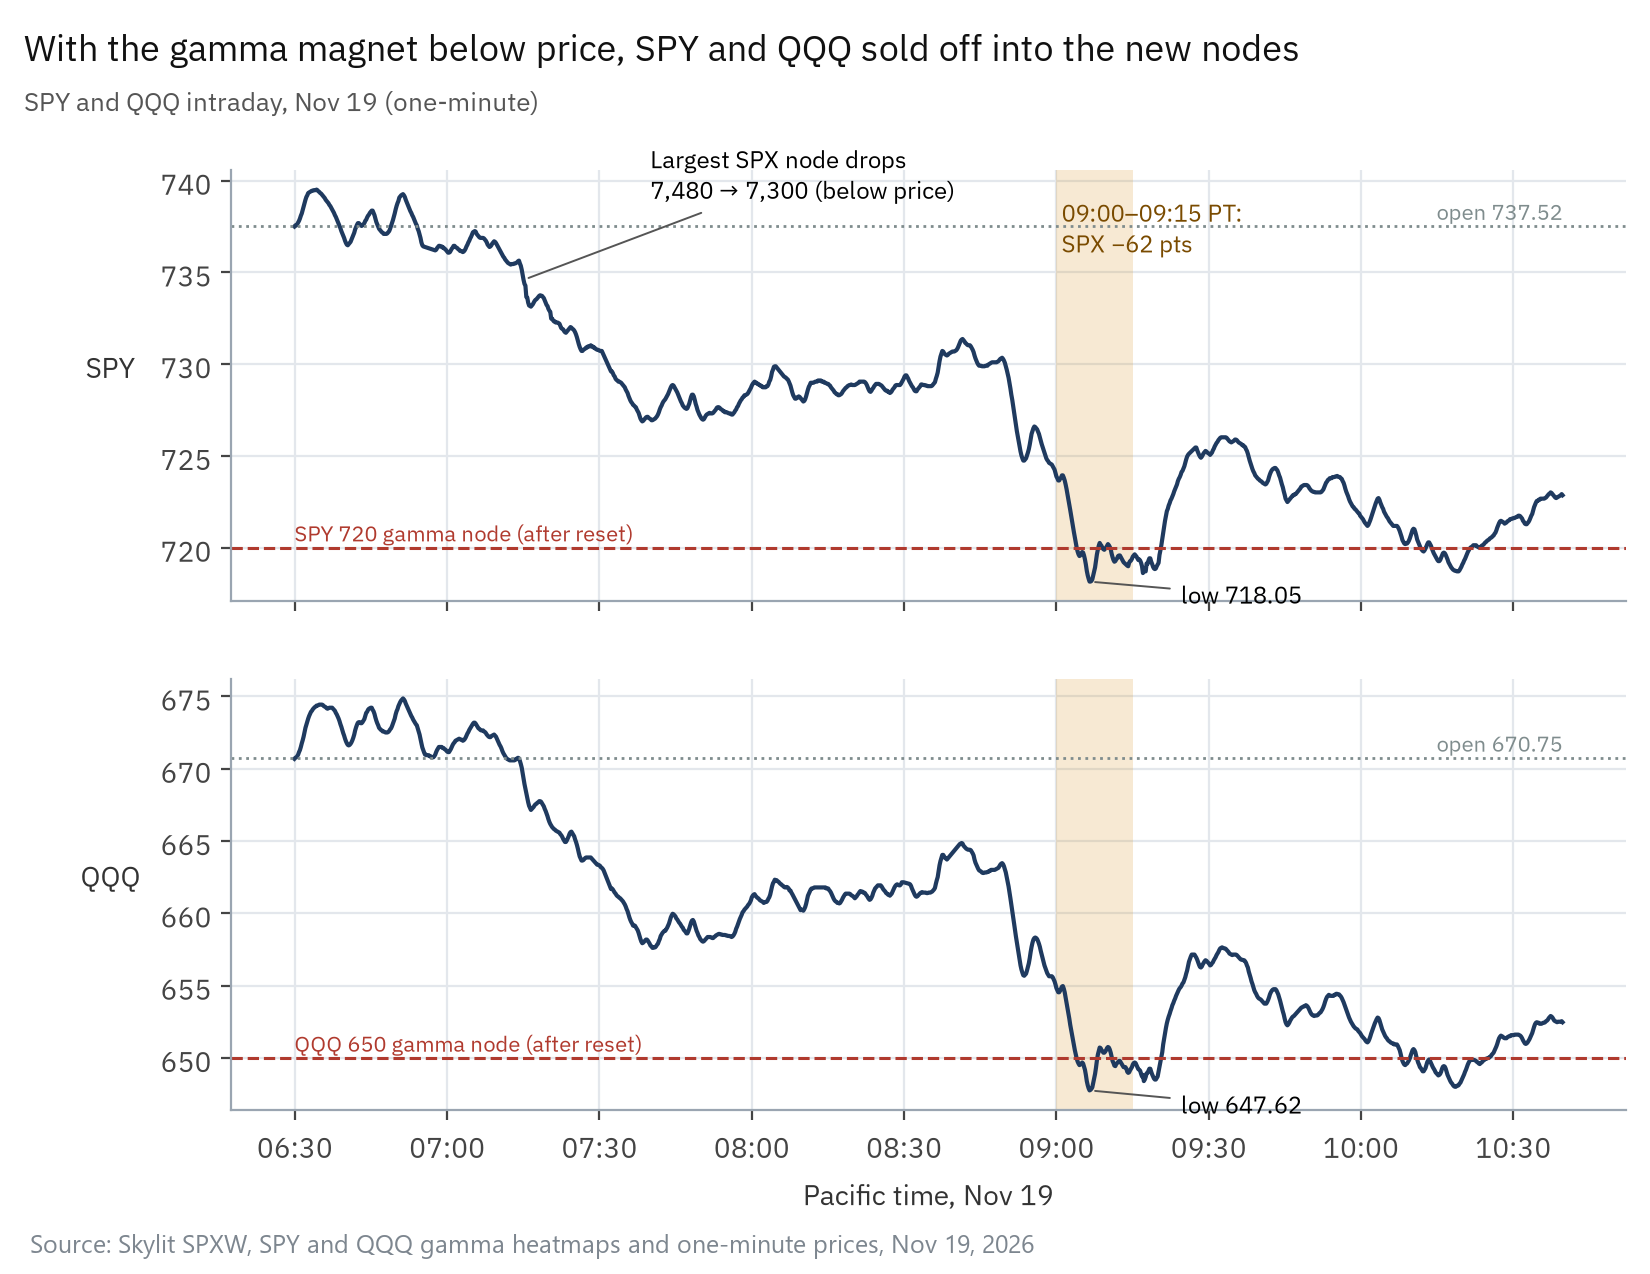 With the gamma magnet below price, SPY and QQQ sold off into the new nodes
SPY and QQQ intraday, Nov 19 (one-minute)
Largest SPX node drops
7,480 → 7,300 (below price)
09:00–09:15 PT:
SPX −62 pts
open 737.52
740
735
SPY
730
725
720
SPY 720 gamma node (after reset)
low 718.05
675
670
open 670.75
665
QQQ
660
655
650
QQQ 650 gamma node (after reset)
low 647.62
06:30
07:00
07:30
08:00
08:30
09:00
09:30
10:00
10:30
Pacific time, Nov 19
Source: Skylit SPXW, SPY and QQQ gamma heatmaps and one-minute prices, Nov 19, 2026